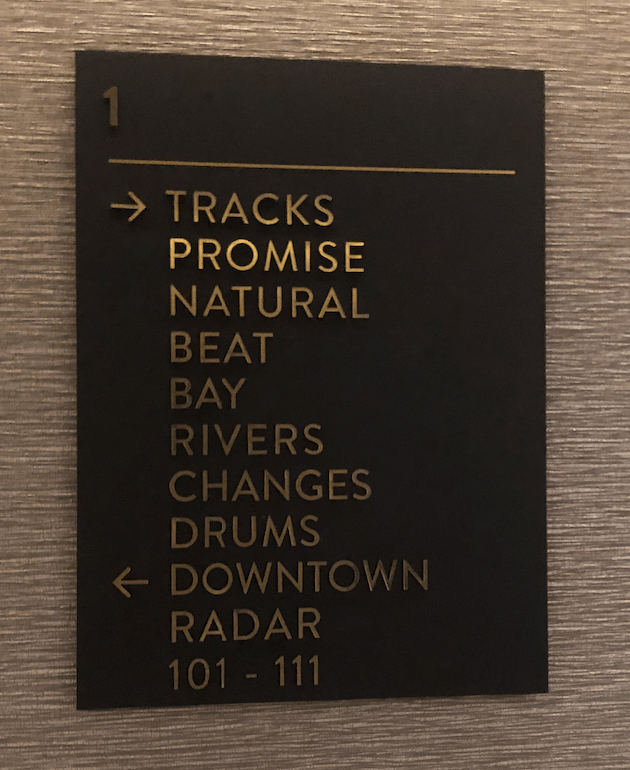 1
→ TRACKS
PROMISE
NATURAL
BEAT
BAY
RIVERS
CHANGES
DRUMS
← DOWNTOWN
RADAR
101 - 111